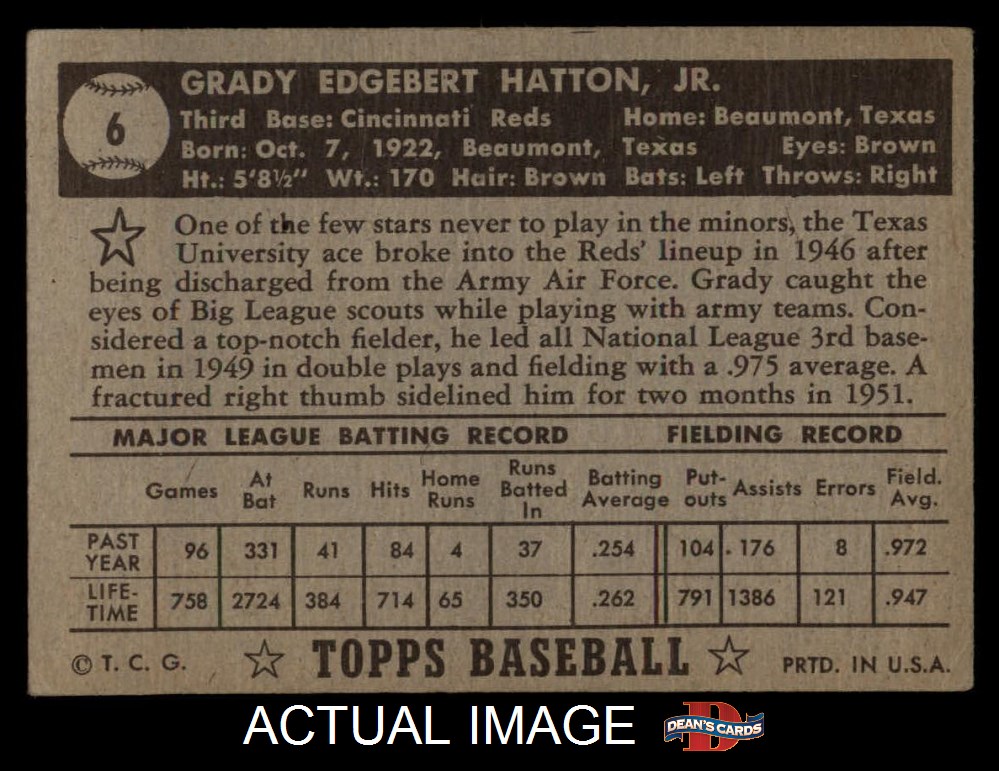 6
GRADY EDGEBERT HATTON, JR.
Third Base: Cincinnati Reds Home: Beaumont, Texas
Born: Oct. 7, 1922, Beaumont, Texas Eyes: Brown
Ht.: 5'8½" Wt.: 170 Hair: Brown Bats: Left Throws: Right
One of the few stars never to play in the minors, the Texas
University ace broke into the Reds' lineup in 1946 after
being discharged from the Army Air Force. Grady caught the
eyes of Big League scouts while playing with army teams. Con-
sidered a top-notch fielder, he led all National League 3rd base-
men in 1949 in double plays and fielding with a .975 average. A
fractured right thumb sidelined him for two months in 1951.
MAJOR LEAGUE BATTING RECORD FIELDING RECORD
Games At Bat Runs Hits Home Runs Runs Batted In Batting Average Put-outs Assists Errors Field. Avg.
PAST YEAR 96 331 41 84 4 37 .254 104 176 8 .972
LIFE-TIME 758 2724 384 714 65 350 .262 791 1386 121 .947
© T. C. G. TOPPS BASEBALL PRTD. IN U.S.A.
ACTUAL IMAGE D DEAN'S CARDS